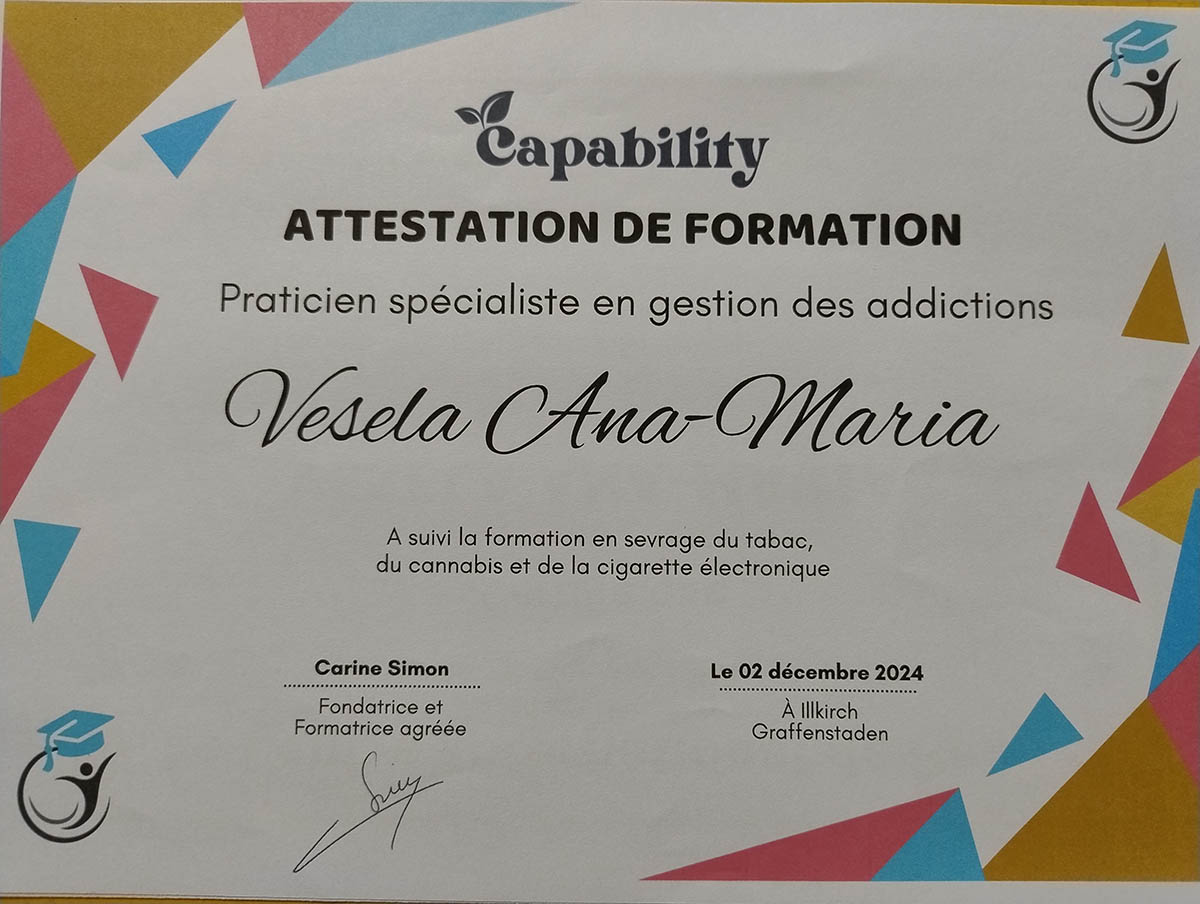 Capability
ATTESTATION DE FORMATION
Praticien spécialiste en gestion des addictions
Vesela Ana-Maria
A suivi la formation en sevrage du tabac,
du cannabis et de la cigarette électronique
Carine Simon
Fondatrice et
Formatrice agréée
Le 02 décembre 2024
À Illkirch
Graffenstaden